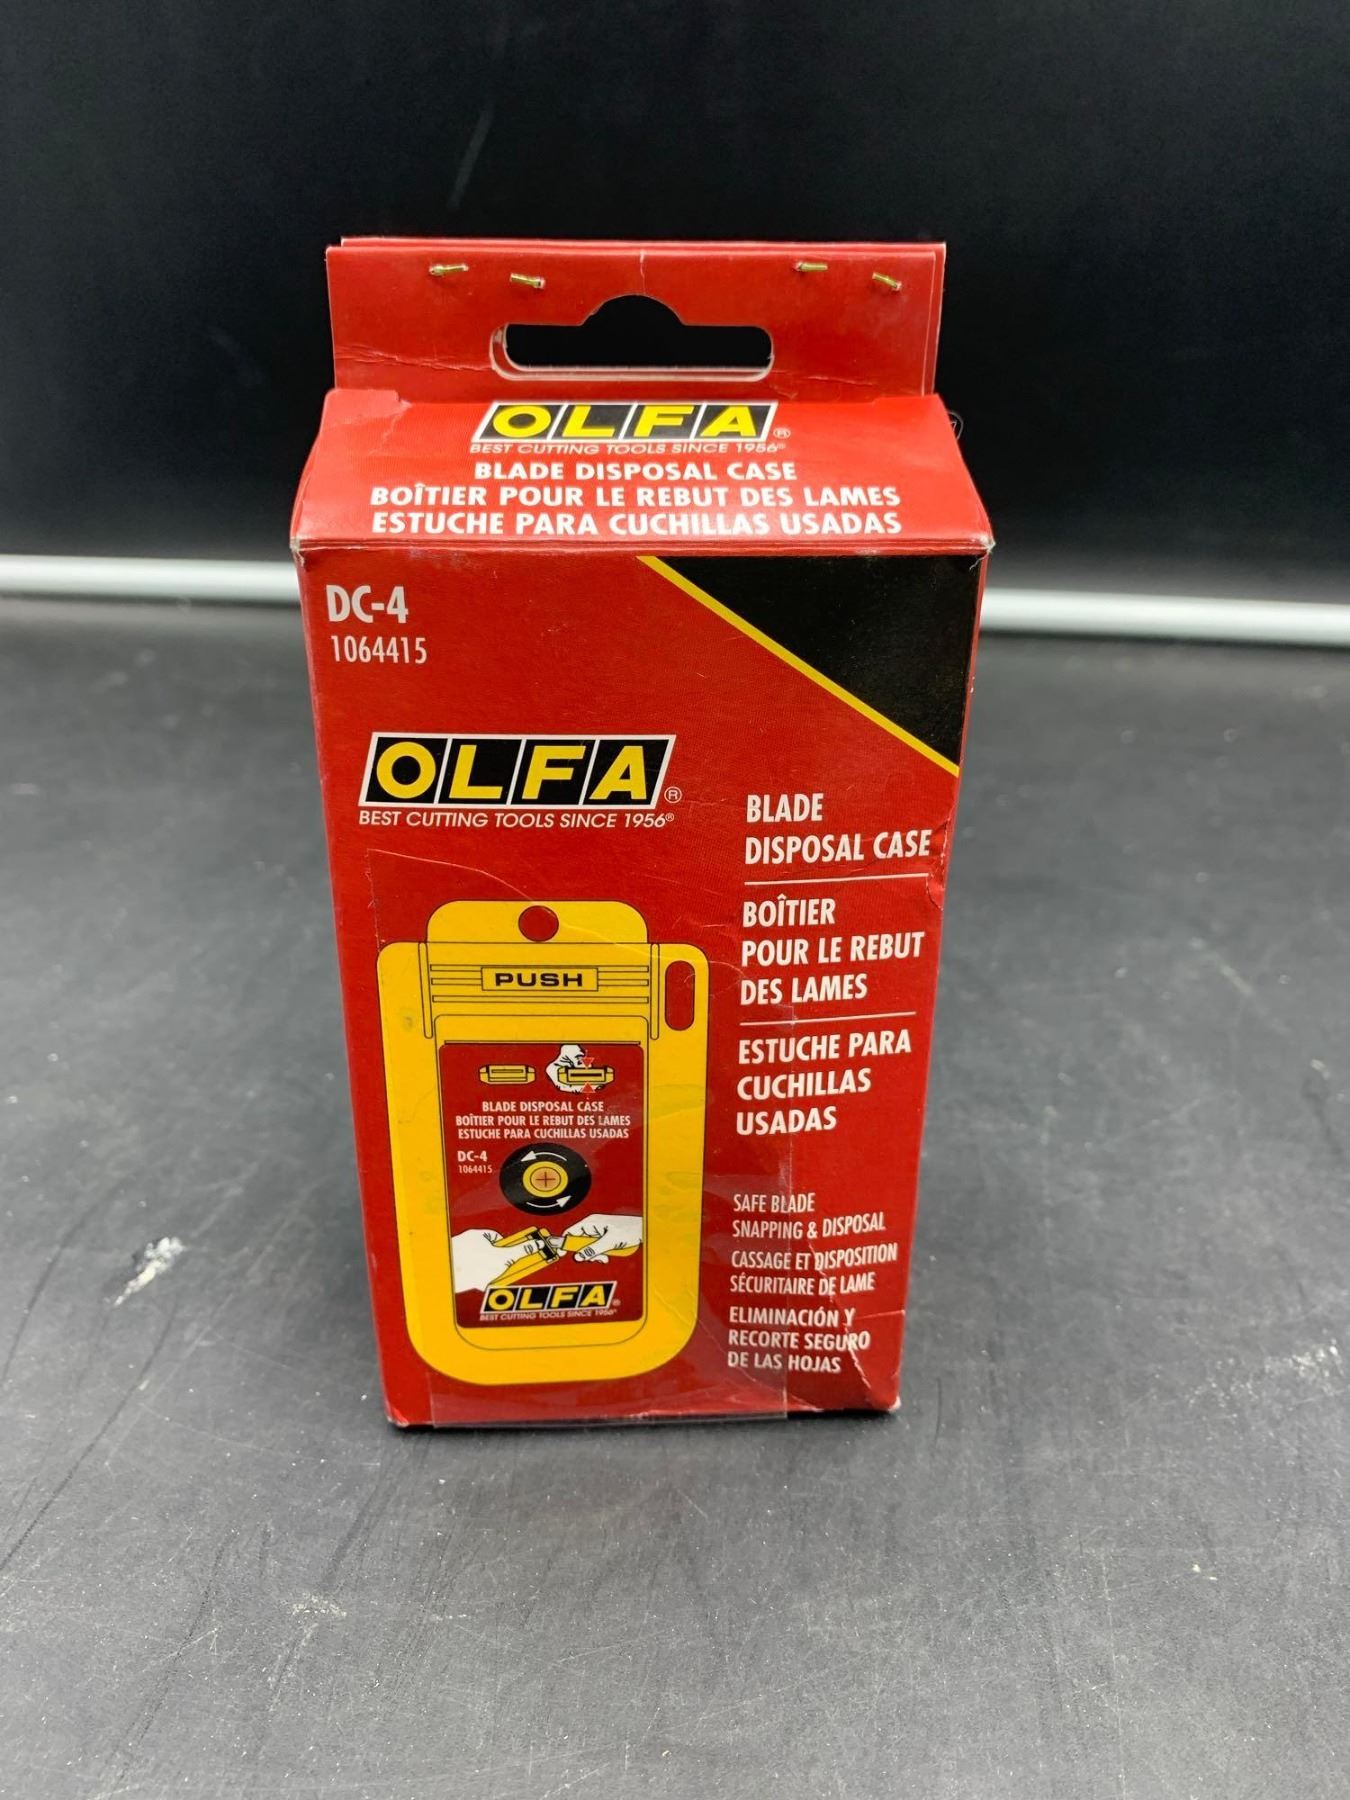 OLFA®
BEST CUTTING TOOLS SINCE 1956®
BLADE DISPOSAL CASE
BOÎTIER POUR LE REBUT DES LAMES
ESTUCHE PARA CUCHILLAS USADAS
DC-4
1064415
OLFA®
BEST CUTTING TOOLS SINCE 1956®
BLADE
DISPOSAL CASE
BOÎTIER
POUR LE REBUT
DES LAMES
ESTUCHE PARA
CUCHILLAS
USADAS
SAFE BLADE
SNAPPING & DISPOSAL
CASSAGE ET DISPOSITION
SÉCURITAIRE DE LAME
ELIMINACIÓN Y
RECORTE SEGURO
DE LAS HOJAS
PUSH
BLADE DISPOSAL CASE
BOÎTIER POUR LE REBUT DES LAMES
ESTUCHE PARA CUCHILLAS USADAS
DC-4
1064415
OLFA®
BEST CUTTING TOOLS SINCE 1956®